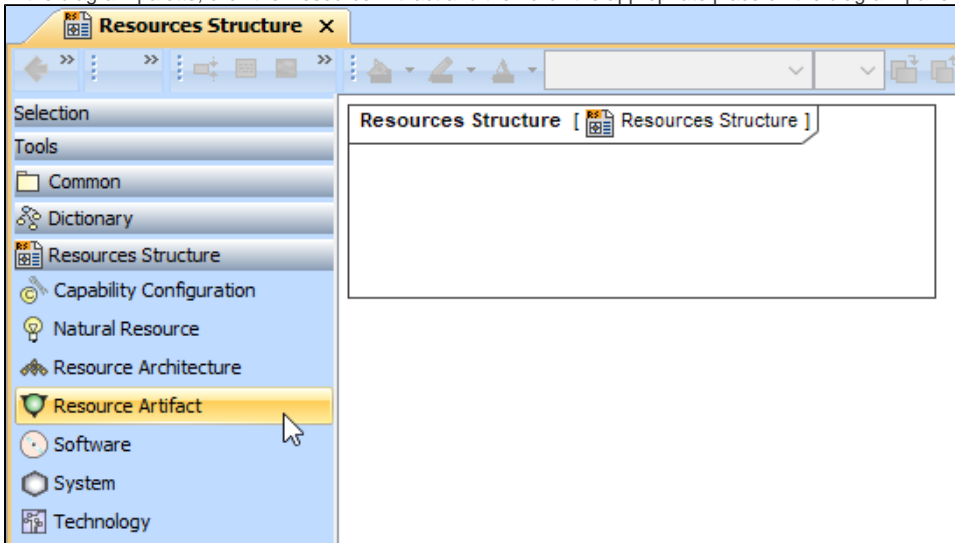 Resources Structure X
Resources Structure [ Resources Structure ]
Selection
Tools
Common
Dictionary
Resources Structure
Capability Configuration
Natural Resource
Resource Architecture
Resource Artifact
Software
System
Technology